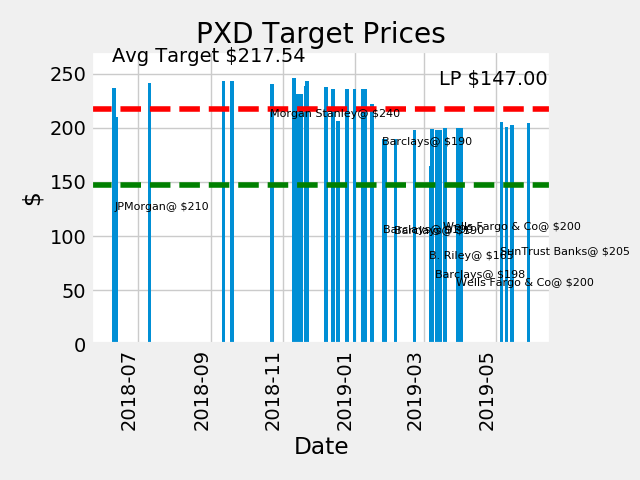 PXD Target Prices
Avg Target $217.54
LP $147.00
Morgan Stanley@ $240
Barclays@ $190
JPMorgan@ $210
Wells Fargo & Co@ $200
Barclays@ $190
SunTrust Banks@ $205
B. Riley@ $165
Barclays@ $198
Wells Fargo & Co@ $200
250
200
150
100
50
0
$
2018-07
2018-09
2018-11
2019-01
2019-03
2019-05
Date